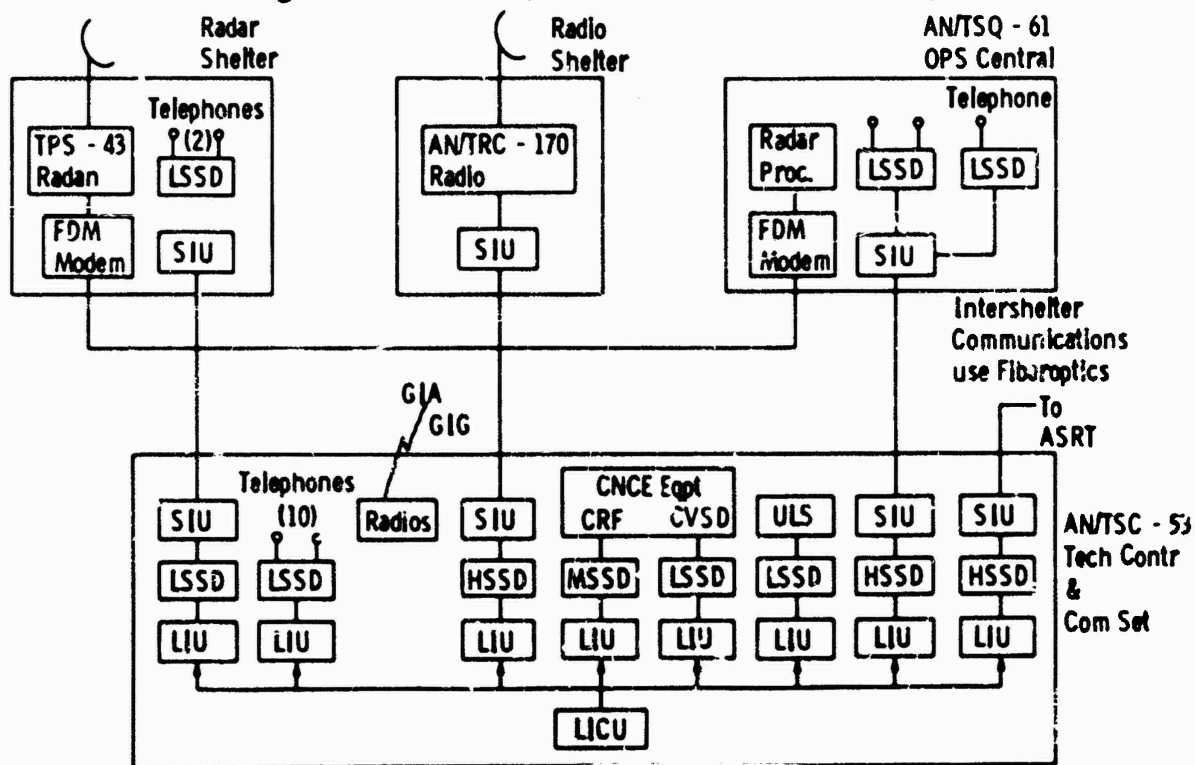 Radar
Shelter
Radio
Shelter
AN/TSQ - 61
OPS Central
Telephones
(2)
TPS - 43
Radan
LSSD
FDM
Modem
SIU
AN/TRC - 170
Radio
SIU
Telephone
Radar
Proc.
LSSD
LSSD
FDM
Modem
SIU
Intershelter
Communications
use Fiberoptics
To
ASRT
GIA
GIG
Telephones
(10)
SIU
Radios
SIU
CNCE Eqpt
CRF
CVSD
ULS
SIU
SIU
LSSD
LSSD
HSSD
MSSD
LSSD
LSSD
HSSD
HSSD
LIU
LIU
LIU
LIU
LIU
LIU
LIU
LIU
LICU
AN/TSC - 53
Tech Contr
&
Com Set